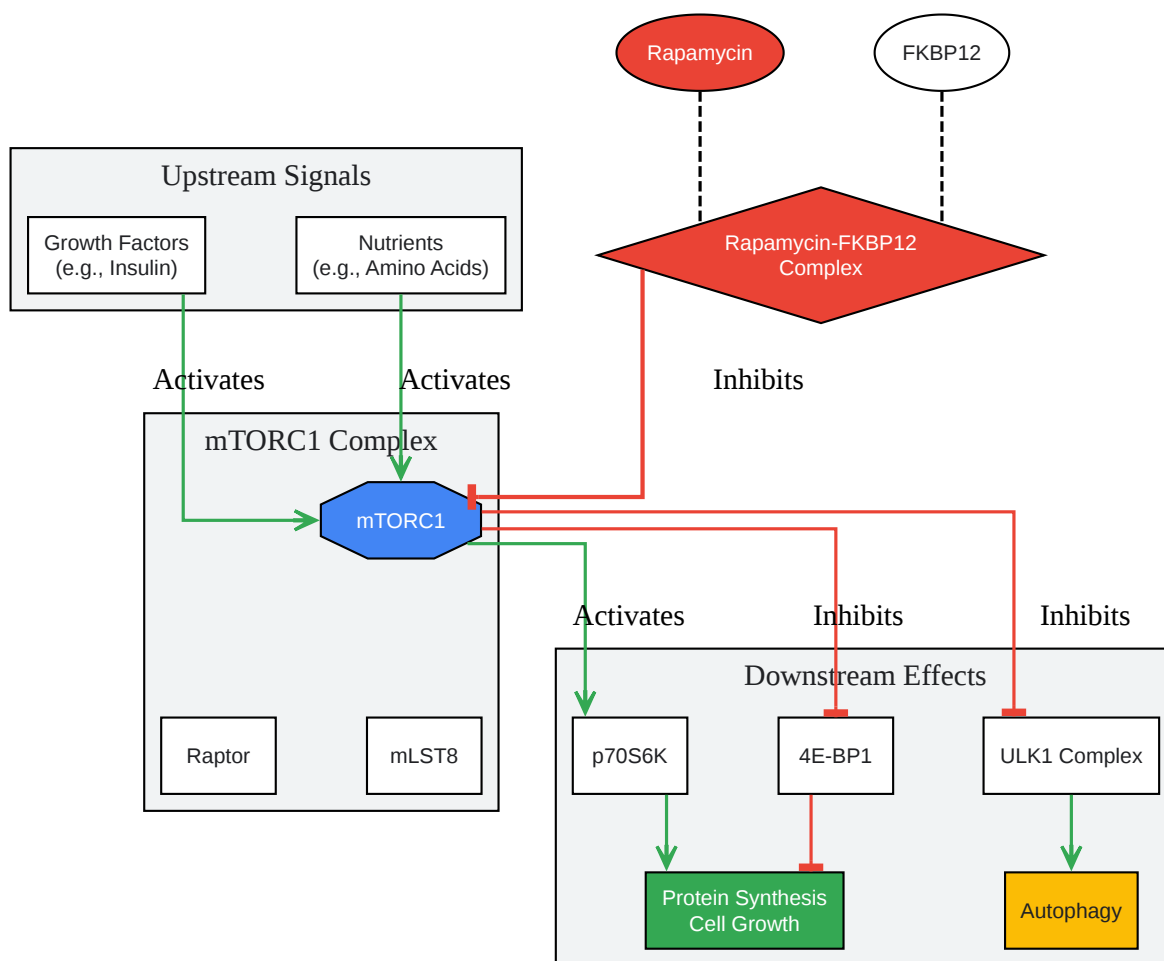 Rapamycin
FKBP12
Upstream Signals
Growth Factors
(e.g., Insulin)
Nutrients
(e.g., Amino Acids)
Rapamycin-FKBP12
Complex
Activates
Activates
Inhibits
mTORC1 Complex
mTORC1
Activates
Inhibits
Inhibits
Downstream Effects
Raptor
mLST8
p70S6K
4E-BP1
ULK1 Complex
Protein Synthesis
Cell Growth
Autophagy